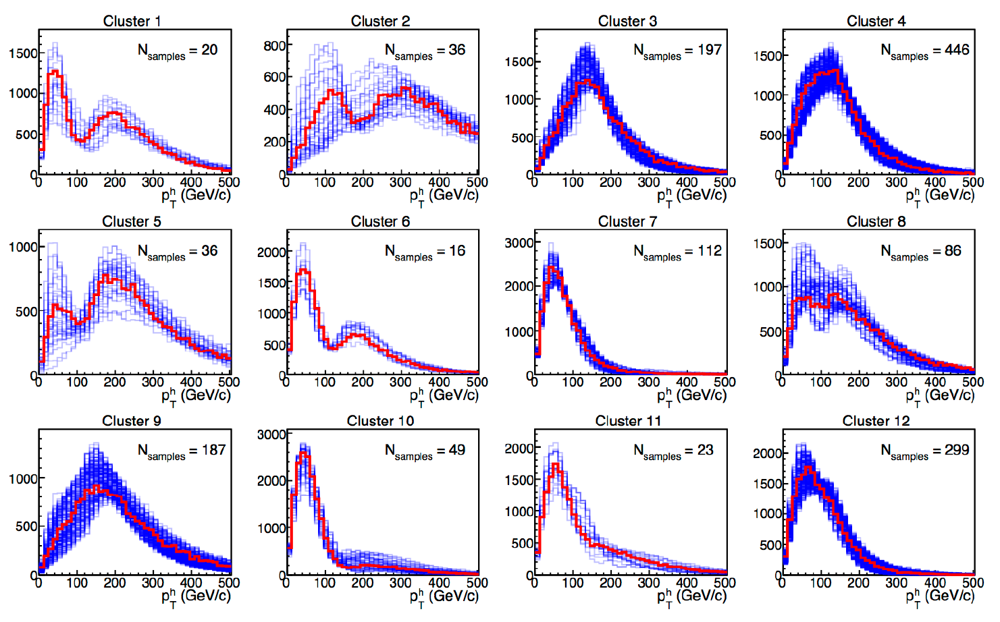 Cluster 1
N_samples = 20
1500
1000
500
0
0 100 200 300 400 500
p_T^h (GeV/c)
Cluster 2
N_samples = 36
800
600
400
200
0
0 100 200 300 400 500
p_T^h (GeV/c)
Cluster 3
N_samples = 197
1500
1000
500
0
0 100 200 300 400 500
p_T^h (GeV/c)
Cluster 4
N_samples = 446
1500
1000
500
0
0 100 200 300 400 500
p_T^h (GeV/c)
Cluster 5
N_samples = 36
1000
500
0
0 100 200 300 400 500
p_T^h (GeV/c)
Cluster 6
N_samples = 16
2000
1500
1000
500
0
0 100 200 300 400 500
p_T^h (GeV/c)
Cluster 7
N_samples = 112
3000
2000
1000
0
0 100 200 300 400 500
p_T^h (GeV/c)
Cluster 8
N_samples = 86
1500
1000
500
0
0 100 200 300 400 500
p_T^h (GeV/c)
Cluster 9
N_samples = 187
1000
500
0
0 100 200 300 400 500
p_T^h (GeV/c)
Cluster 10
N_samples = 49
3000
2000
1000
0
0 100 200 300 400 500
p_T^h (GeV/c)
Cluster 11
N_samples = 23
2000
1500
1000
500
0
0 100 200 300 400 500
p_T^h (GeV/c)
Cluster 12
N_samples = 299
2000
1500
1000
500
0
0 100 200 300 400 500
p_T^h (GeV/c)